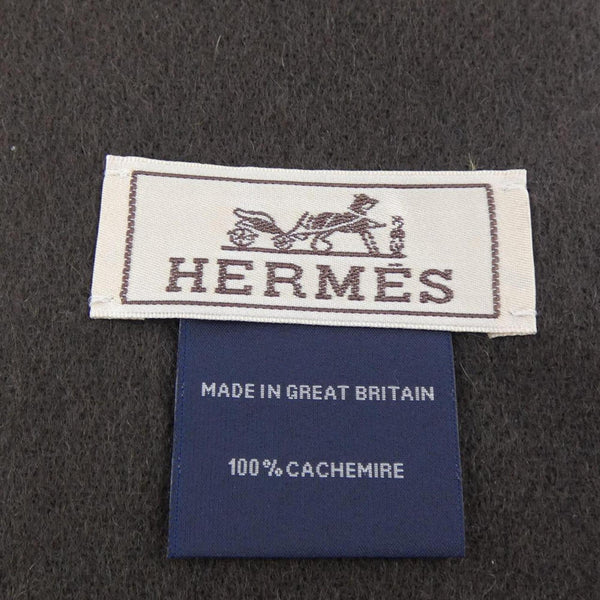 HERMÈS
MADE IN GREAT BRITAIN
100% CACHEMIRE